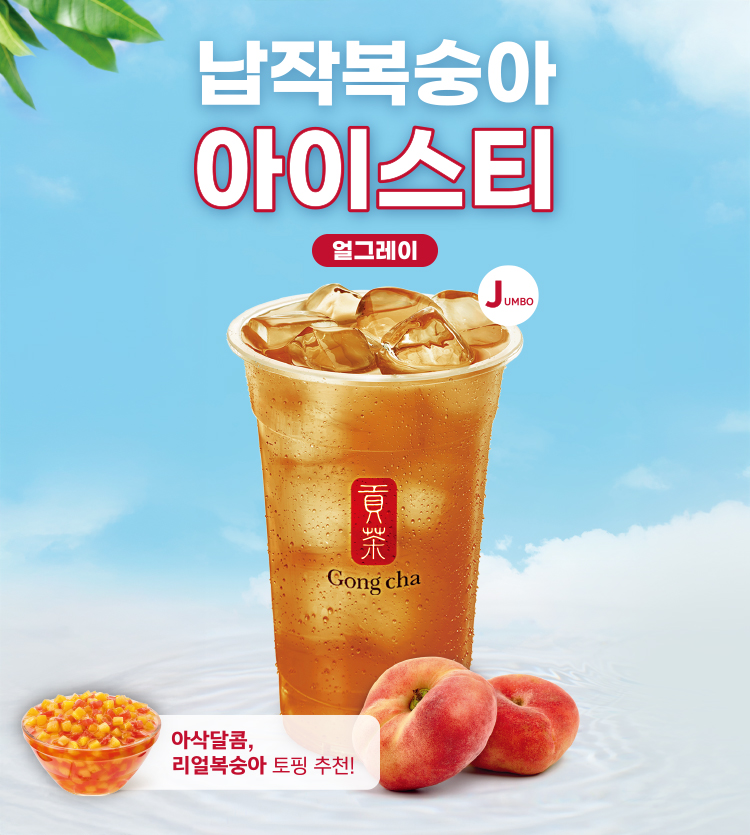 납작복숭아
아이스티
얼그레이
JUMBO
貢
茶
Gong cha
아삭달콤,
리얼복숭아 토핑 추천!